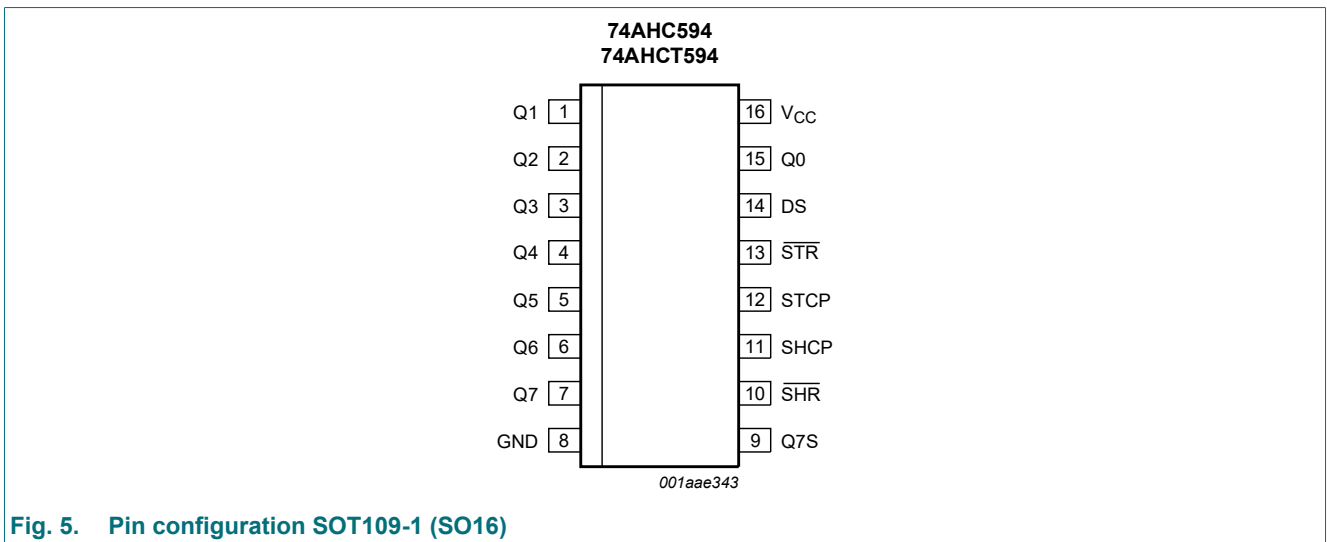 74AHC594
74AHCT594
Q1 1 16 VCC
Q2 2 15 Q0
Q3 3 14 DS
Q4 4 13 S̅T̅R̅
Q5 5 12 STCP
Q6 6 11 SHCP
Q7 7 10 S̅H̅R̅
GND 8 9 Q7S
001aae343
Fig. 5. Pin configuration SOT109-1 (SO16)